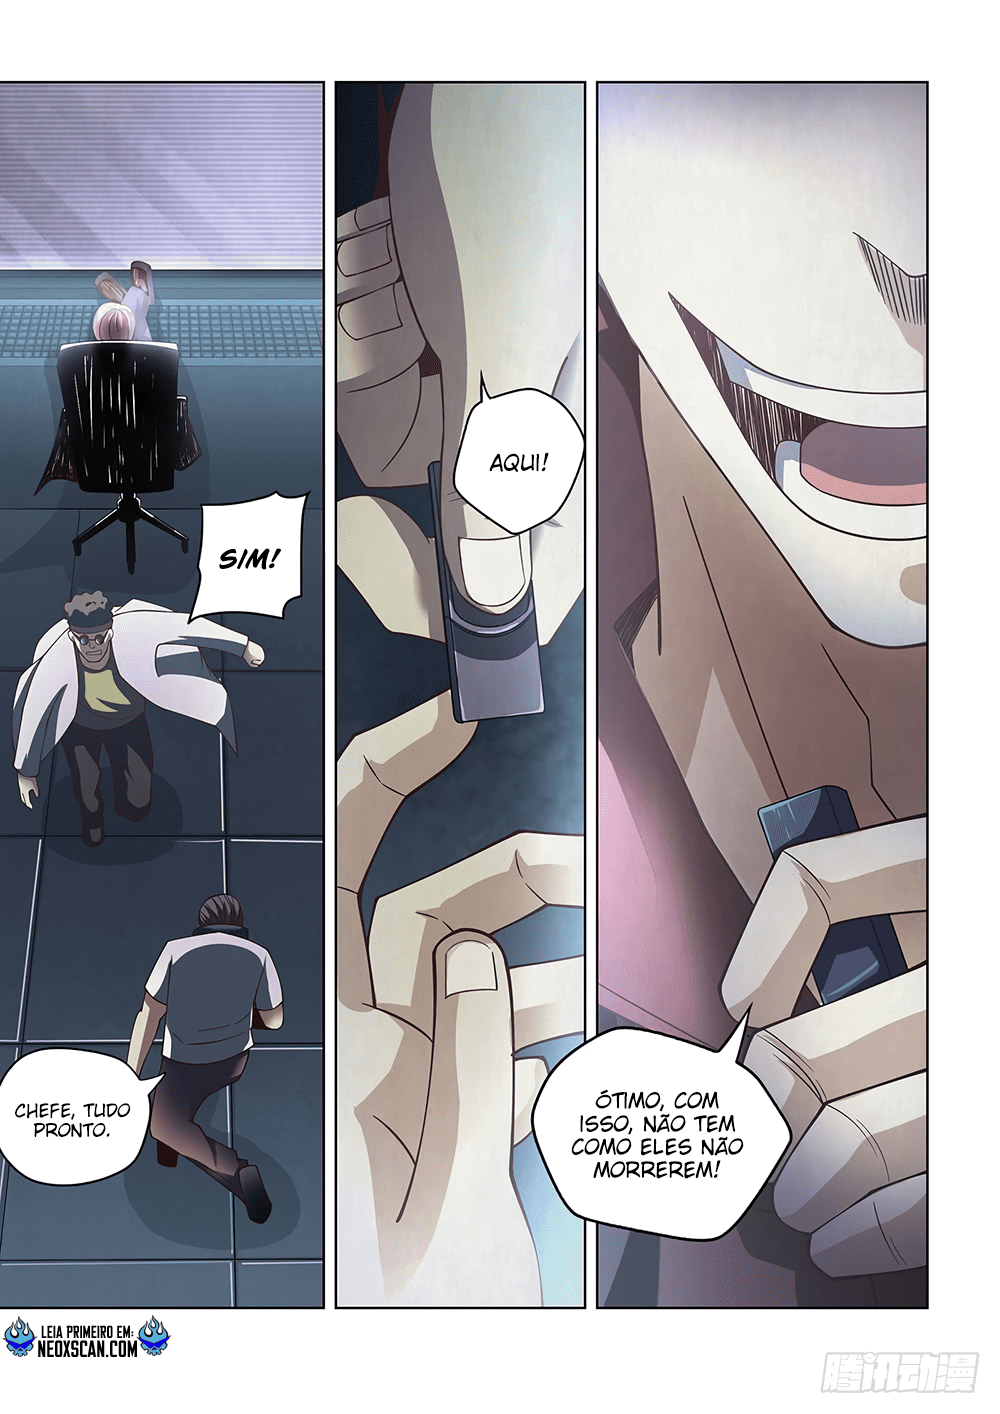 ÓTIMO, COM
ISSO, NÃO TEM
COMO ELES NÃO
MORREREM!
AQUI!
SIM!
CHEFE, TUDO
PRONTO.
LEIA PRIMEIRO EM:
NEOXSCAN.COM
腾讯动漫